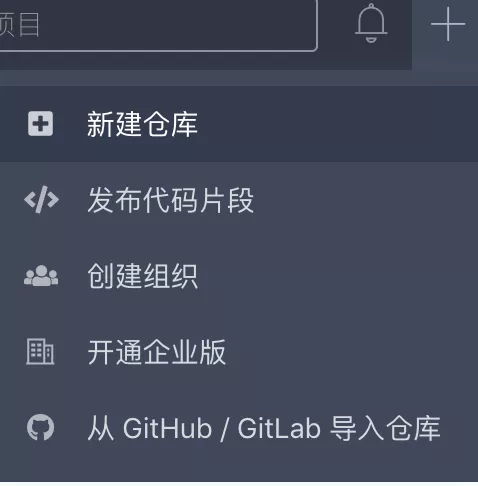 项目
新建仓库
发布代码片段
创建组织
开通企业版
从 GitHub / GitLab 导入仓库